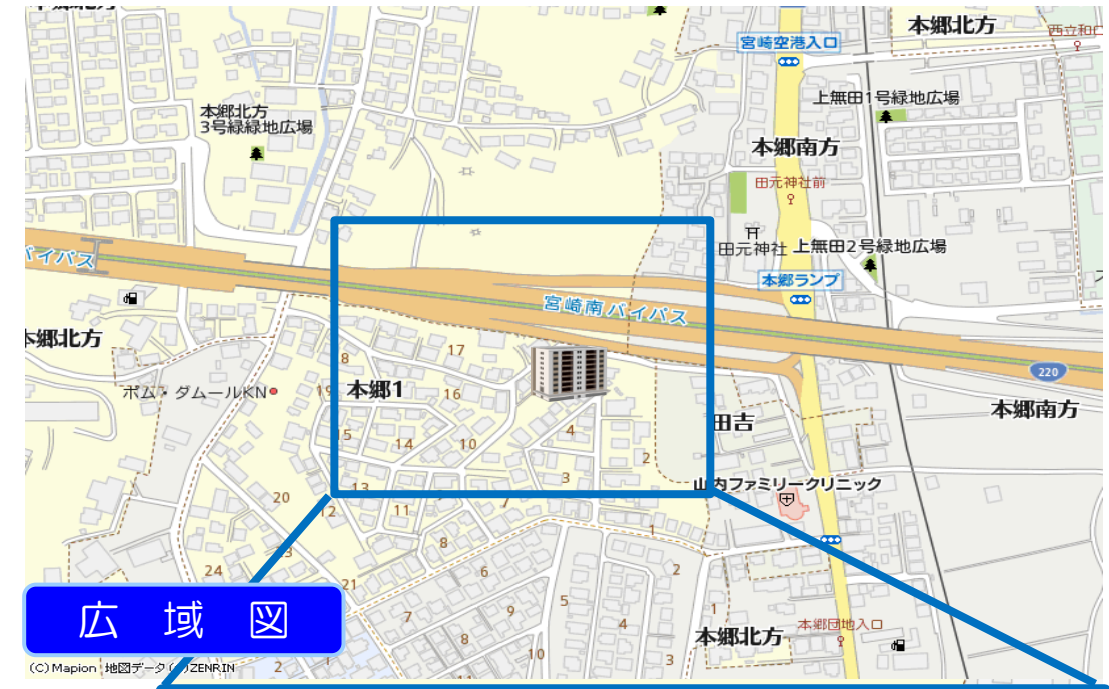 本郷北方
西立和口
宮崎空港入口
上無田1号緑地広場
本郷北方
3号緑緑地広場
本郷南方
田元神社前
田元神社
上無田2号緑地広場
バイパス
本郷ランプ
宮崎南バイパス
本郷北方
220
17
8
ボム・ダムールKN
19
本郷1
16
本郷南方
田吉
15
14
10
4
2
3
山内ファミリークリニック
13
20
12
11
7
1
8
23
24
21
6
2
5
7
9
4
1
8
10
3
本郷北方
本郷団地入口
広域図
(C)Mapion 地図データ(C)ZENRIN
2
1